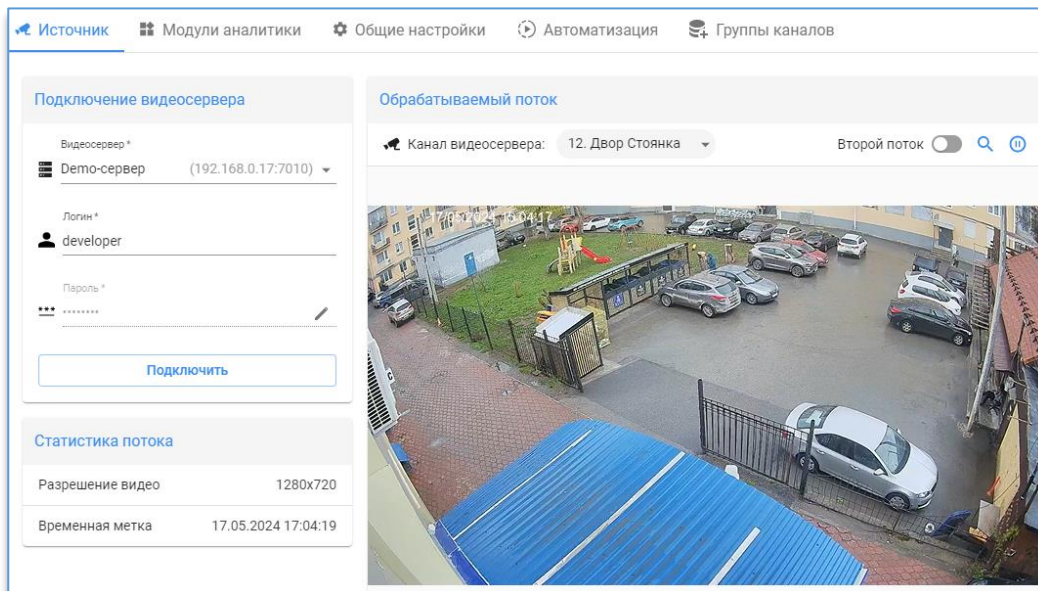 Источник
Модули аналитики
Общие настройки
Автоматизация
Группы каналов
Подключение видеосервера
Видеосервер*
Demo-сервер (192.168.0.17:7010)
Логин*
developer
Пароль*
Подключить
Статистика потока
Разрешение видео 1280x720
Временная метка 17.05.2024 17:04:19
Обрабатываемый поток
Канал видеосервера: 12. Двор Стоянка
Второй поток
17/05/2024 15:04:17